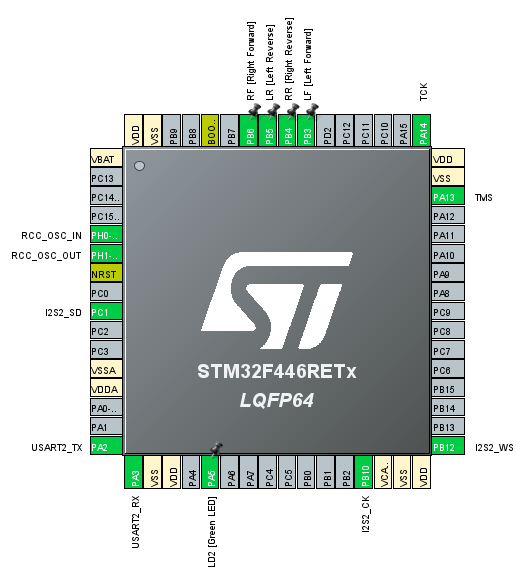 RF [Right Forward]
LR [Left Reverse]
RR [Right Reverse]
LF [Left Forward]
TCK
VDD
VSS
PB9
PB8
BOO..
PB7
PB6
PB5
PB4
PB3
PD2
PC12
PC11
PC10
PA15
PA14
VBAT
PC13
PC14..
PC15..
RCC_OSC_IN
PH0-..
RCC_OSC_OUT
PH1-..
NRST
PC0
I2S2_SD
PC1
PC2
PC3
VSSA
VDDA
PA0-..
PA1
USART2_TX
PA2
ST
STM32F446RETx
LQFP64
VDD
VSS
PA13
TMS
PA12
PA11
PA10
PA9
PA8
PC9
PC8
PC7
PC6
PB15
PB14
PB13
PB12
I2S2_WS
PA3
VSS
VDD
PA4
PA5
PA6
PA7
PC4
PC5
PB0
PB1
PB2
PB10
VCA..
VSS
VDD
USART2_RX
LD2 [Green LED]
I2S2_CK